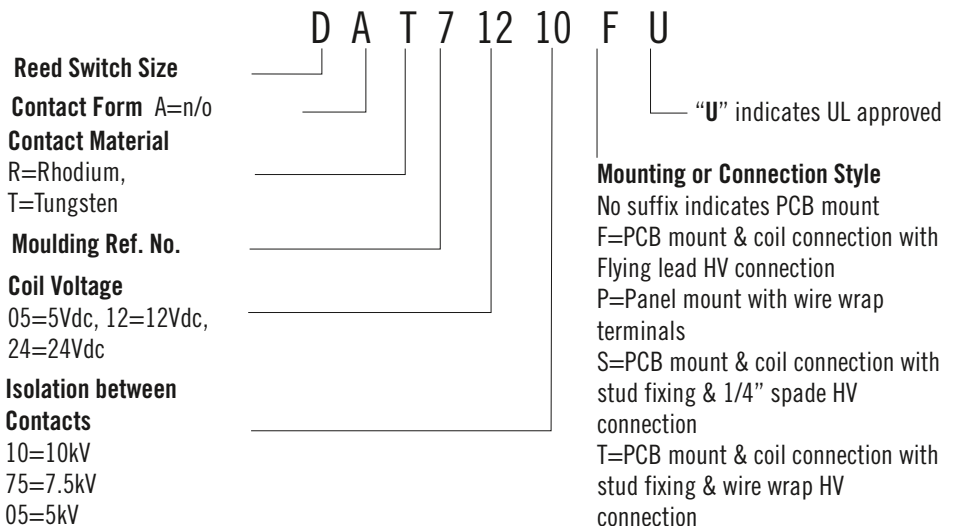 D A T 7 12 10 F U
Reed Switch Size
Contact Form A=n/o
Contact Material
R=Rhodium,
T=Tungsten
Moulding Ref. No.
Coil Voltage
05=5Vdc, 12=12Vdc,
24=24Vdc
Isolation between
Contacts
10=10kV
75=7.5kV
05=5kV
“U” indicates UL approved
Mounting or Connection Style
No suffix indicates PCB mount
F=PCB mount & coil connection with
Flying lead HV connection
P=Panel mount with wire wrap
terminals
S=PCB mount & coil connection with
stud fixing & 1/4” spade HV
connection
T=PCB mount & coil connection with
stud fixing & wire wrap HV
connection